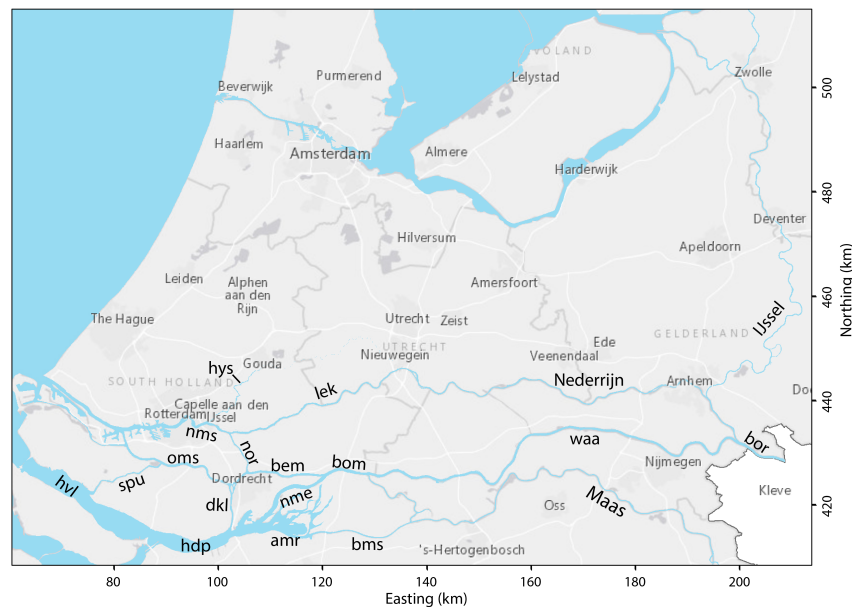 VOLAND
Purmerend
Lelystad
Zwolle
Beverwijk
500
Haarlem
Amsterdam
Almere
Harderwijk
480
Deventer
Hilversum
Apeldoorn
Leiden
Alphen
aan den
Rijn
Amersfoort
460
Northing (km)
The Hague
Utrecht
Zeist
IJssel
GELDERLAND
UTRECHT
Ede
Nieuwegein
Veenendaal
hys
Gouda
SOUTH HOLLAND
lek
Nederrijn
Arnhem
Doe
440
Capelle aan den
IJssel
Rotterdam
nms
nor
waa
bor
oms
bem
bom
Nijmegen
spu
Dordrecht
hvl
nme
Kleve
dkl
Oss
Maas
420
hdp
amr
bms
's-Hertogenbosch
80
100
120
140
160
180
200
Easting (km)